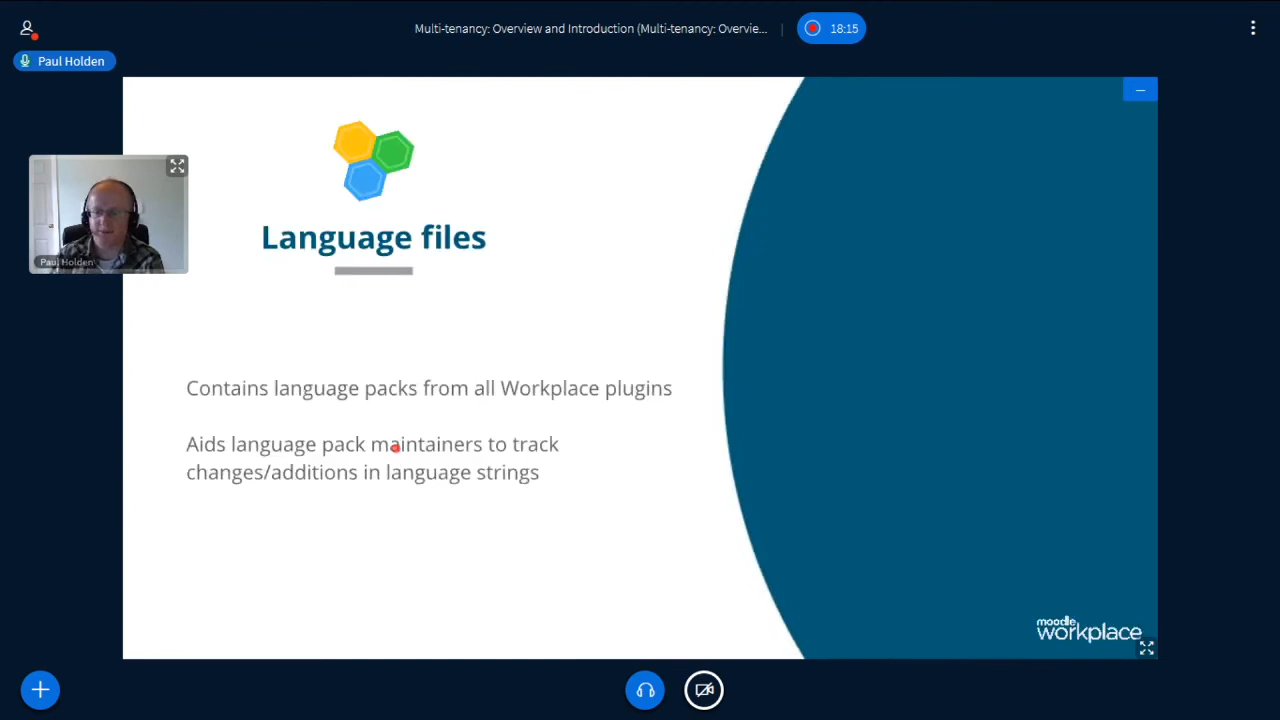 Multi-tenancy: Overview and Introduction (Multi-tenancy: Overvie...
18:15
Paul Holden
Paul Holden
Language files
Contains language packs from all Workplace plugins
Aids language pack maintainers to track
changes/additions in language strings
moodle
workplace